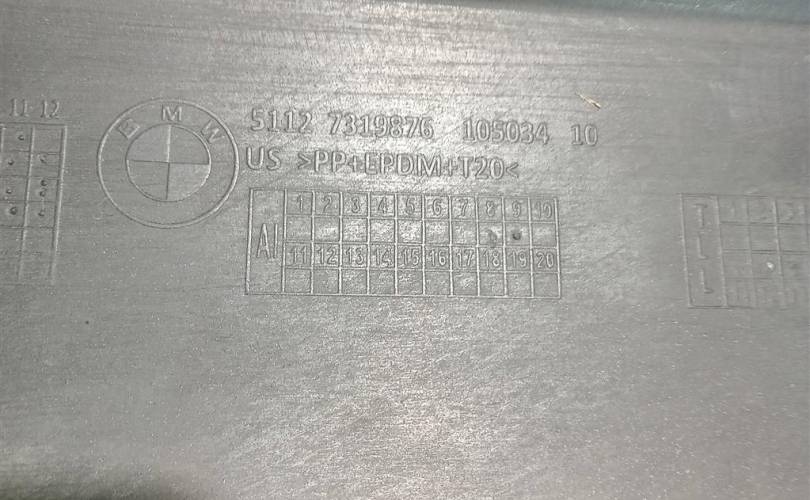 11 12
BMW
5112 7319876 105034 10
US >PP+EPDM+T20<
AI
1 2 3 4 5 6 7 8 9 10
11 12 13 14 15 16 17 18 19 20